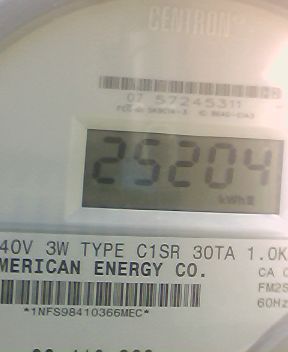 CENTRON
07 57245311
25204
kWh
40V 3W TYPE C1SR 30TA 1.0K
MERICAN ENERGY CO.
CA 0
FM2S
60Hz
*1NFS98410366MEC*